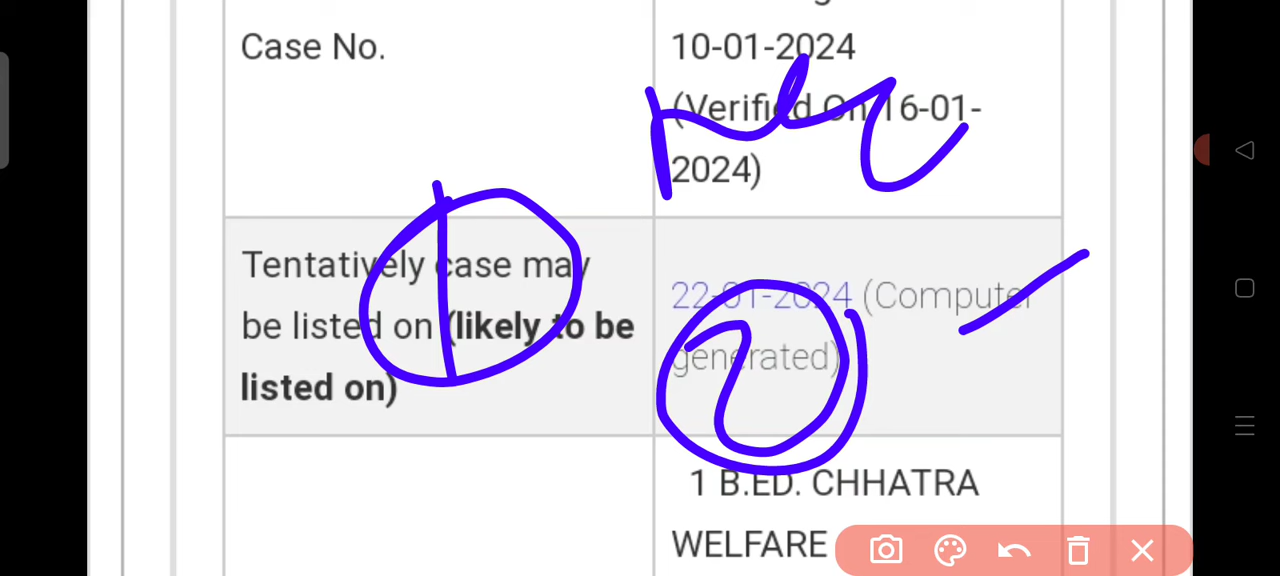 Case No.
10-01-2024
(Verified On 16-01-
2024)
Tentatively case may
be listed on (likely to be
listed on)
22-01-2024 (Computer
generated)
1 B.ED. CHHATRA
WELFARE